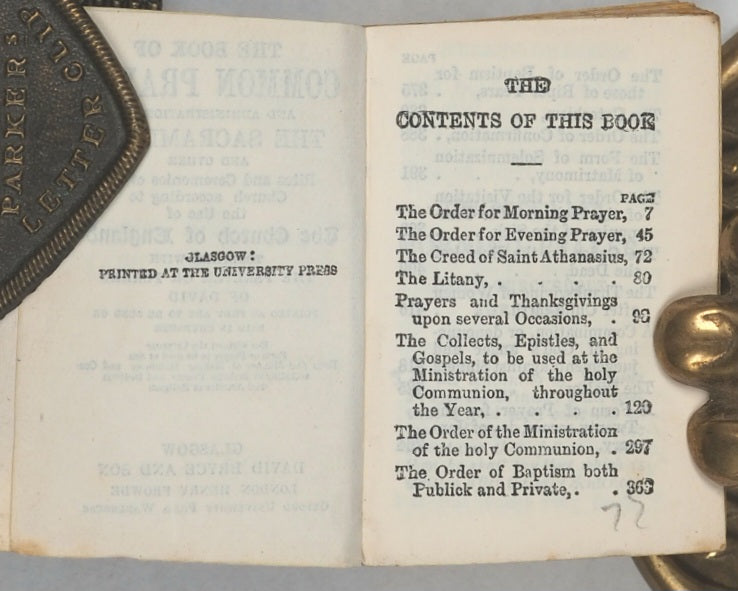 PARKER'S
LETTER CLIP
GLASGOW:
PRINTED AT THE UNIVERSITY PRESS
THE
CONTENTS OF THIS BOOK
PAGE
The Order for Morning Prayer, 7
The Order for Evening Prayer, 45
The Creed of Saint Athanasius, 72
The Litany, . . . 80
Prayers and Thanksgivings
upon several Occasions, . 90
The Collects, Epistles, and
Gospels, to be used at the
Ministration of the holy
Communion, throughout
the Year, . . . . 120
The Order of the Ministration
of the holy Communion, . 297
The Order of Baptism both
Publick and Private, . . 363